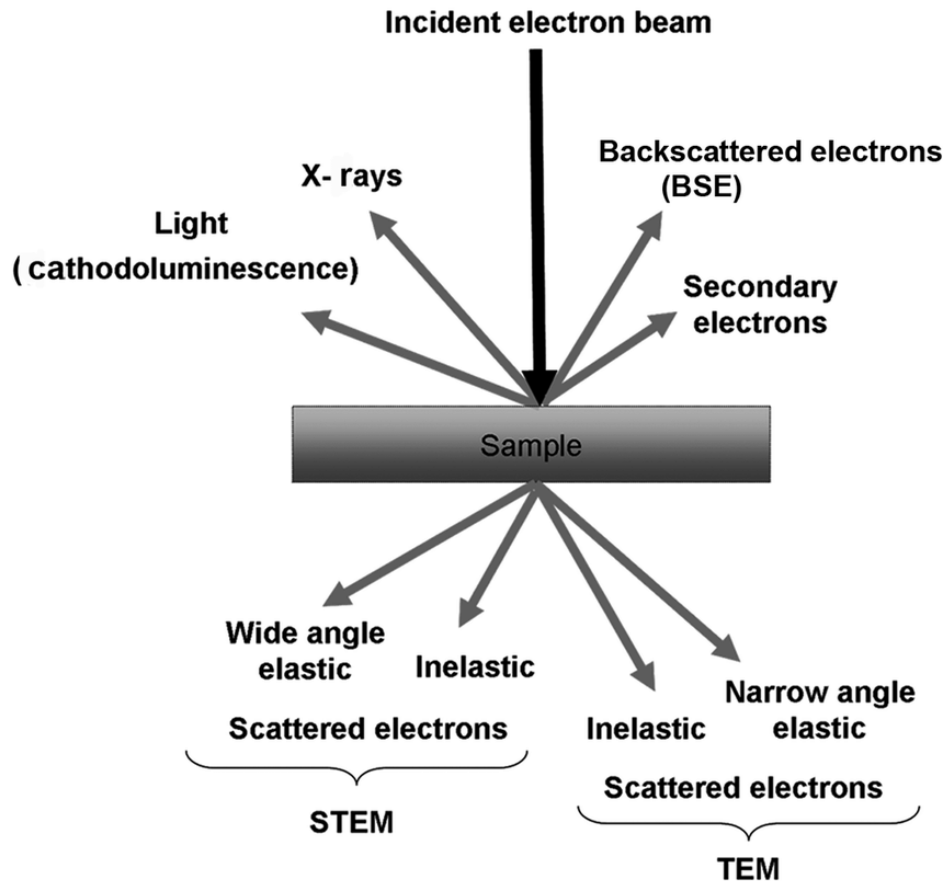 Incident electron beam
X- rays
Backscattered electrons
(BSE)
Light
( cathodoluminescence)
Secondary
electrons
Sample
Wide angle
elastic
Inelastic
Scattered electrons
STEM
Inelastic
Narrow angle
elastic
Scattered electrons
TEM